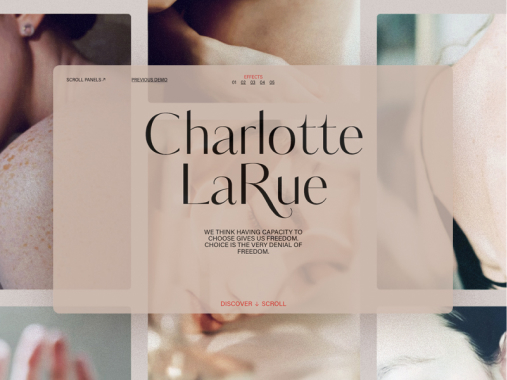 SCROLL PANELS ↗
PREVIOUS DEMO
EFFECTS
01 02 03 04 05
Charlotte
LaRue
WE THINK HAVING CAPACITY TO
CHOOSE GIVES US FREEDOM.
CHOICE IS THE VERY DENIAL OF
FREEDOM.
DISCOVER ↓ SCROLL